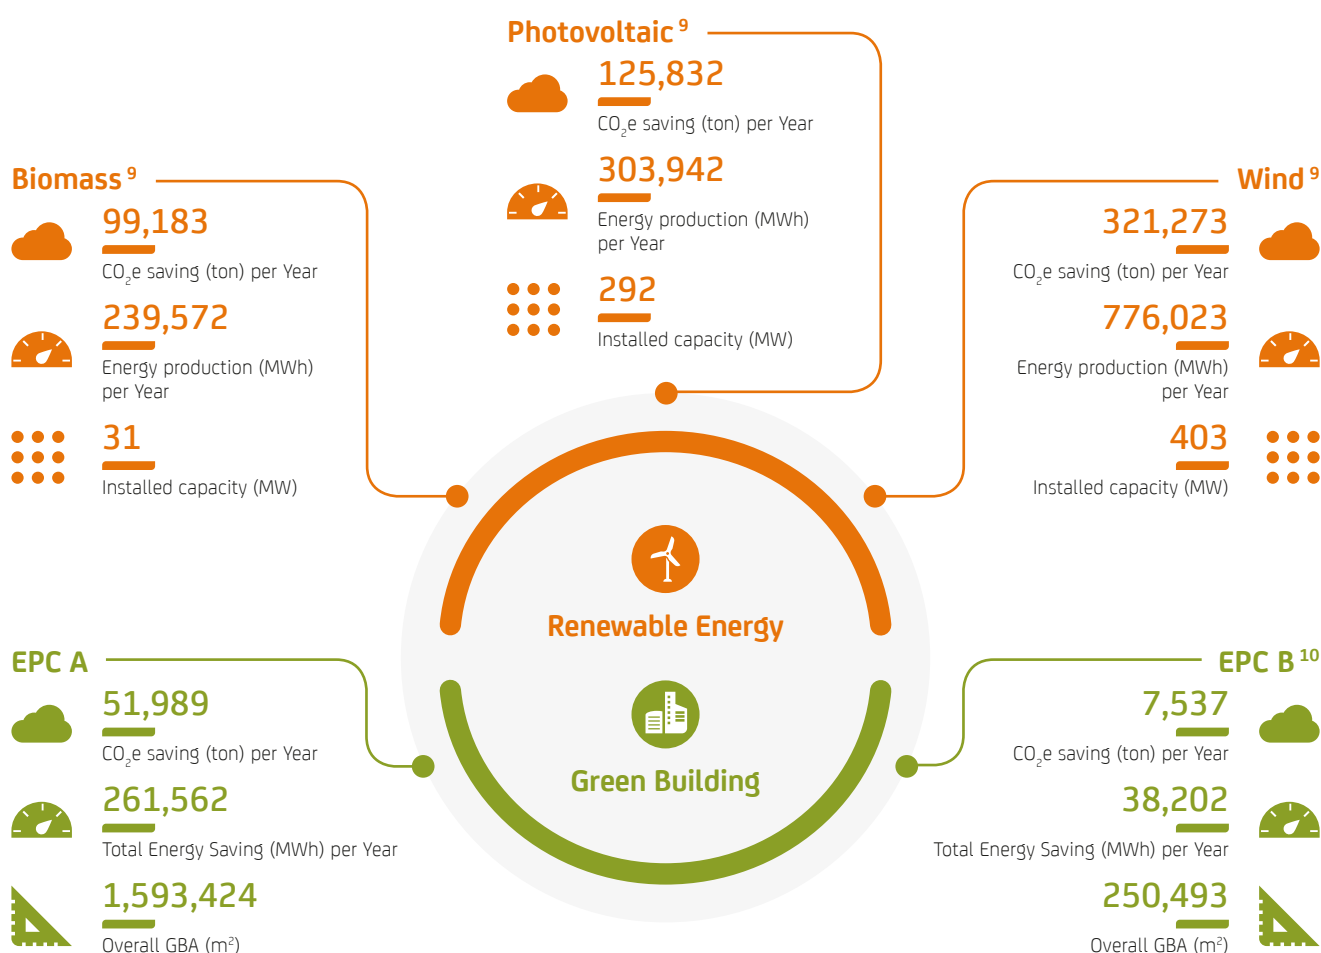 Photovoltaic 9
125,832
CO2e saving (ton) per Year
303,942
Energy production (MWh)
per Year
292
Installed capacity (MW)
Biomass 9
99,183
CO2e saving (ton) per Year
239,572
Energy production (MWh)
per Year
31
Installed capacity (MW)
Wind 9
321,273
CO2e saving (ton) per Year
776,023
Energy production (MWh)
per Year
403
Installed capacity (MW)
Renewable Energy
Green Building
EPC A
51,989
CO2e saving (ton) per Year
261,562
Total Energy Saving (MWh) per Year
1,593,424
Overall GBA (m²)
EPC B 10
7,537
CO2e saving (ton) per Year
38,202
Total Energy Saving (MWh) per Year
250,493
Overall GBA (m²)